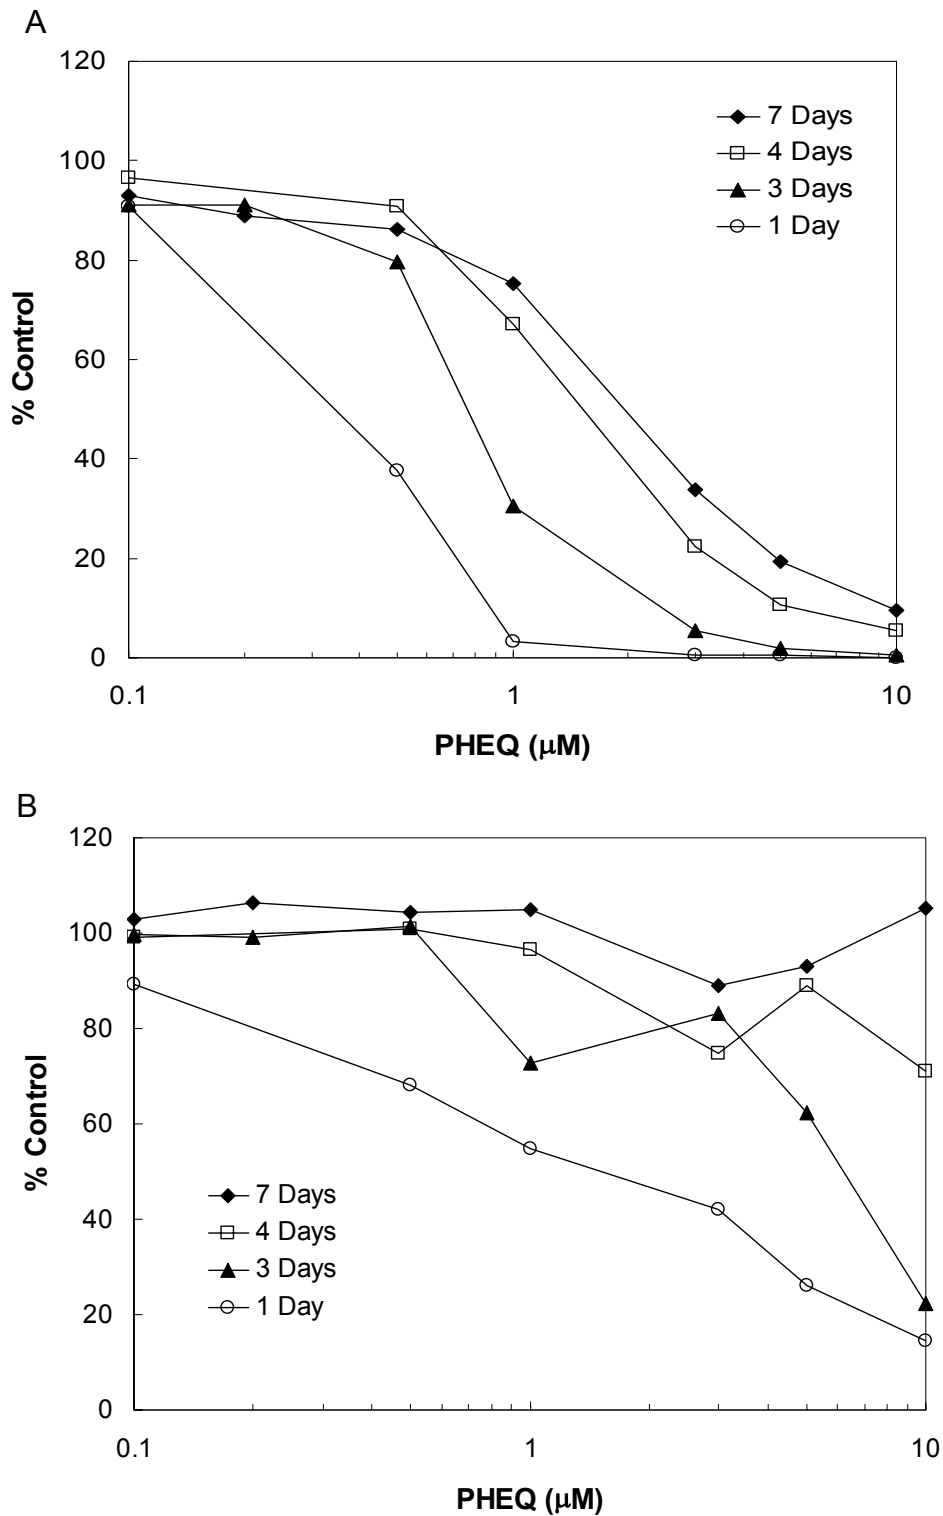 A
120
100
80
60
40
20
0
% Control
7 Days
4 Days
3 Days
1 Day
0.1
1
10
PHEQ (μM)
B
120
100
80
60
40
20
0
% Control
7 Days
4 Days
3 Days
1 Day
0.1
1
10
PHEQ (μM)